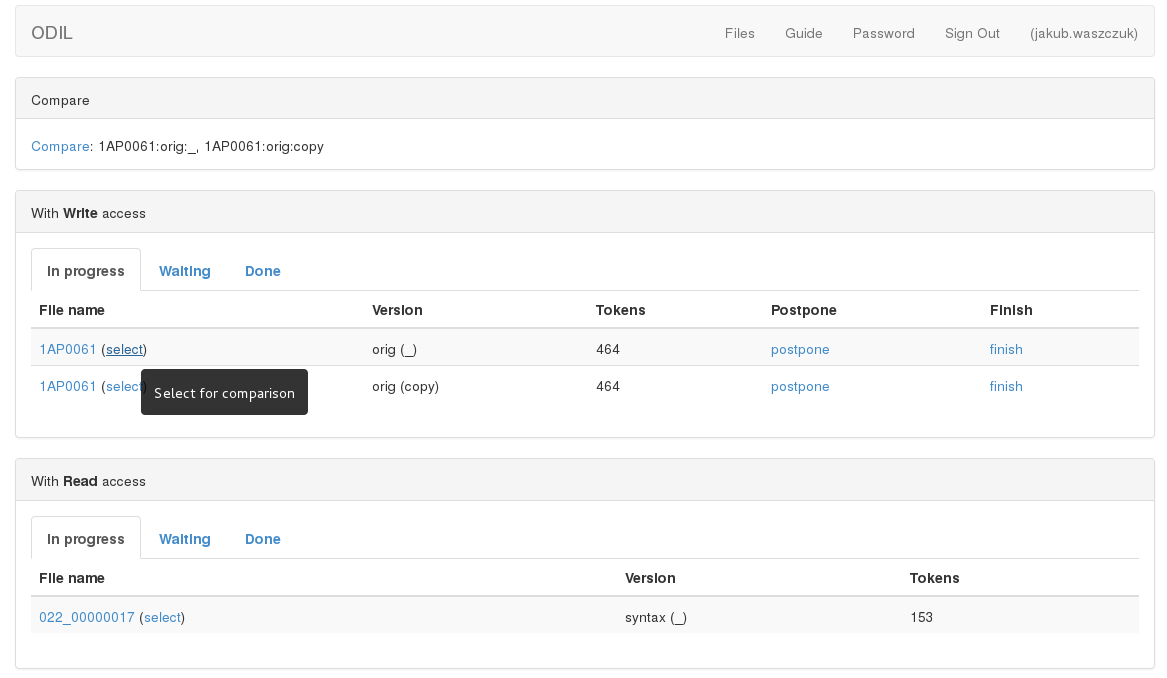 ODIL Files Guide Password Sign Out (jakub.waszczuk)
Compare
Compare: 1AP0061:orig:_, 1AP0061:orig:copy
With Write access
In progress Waiting Done
File name Version Tokens Postpone Finish
1AP0061 (select) orig (_) 464 postpone finish
1AP0061 (select) orig (copy) 464 postpone finish
Select for comparison
With Read access
In progress Waiting Done
File name Version Tokens
022_00000017 (select) syntax (_) 153